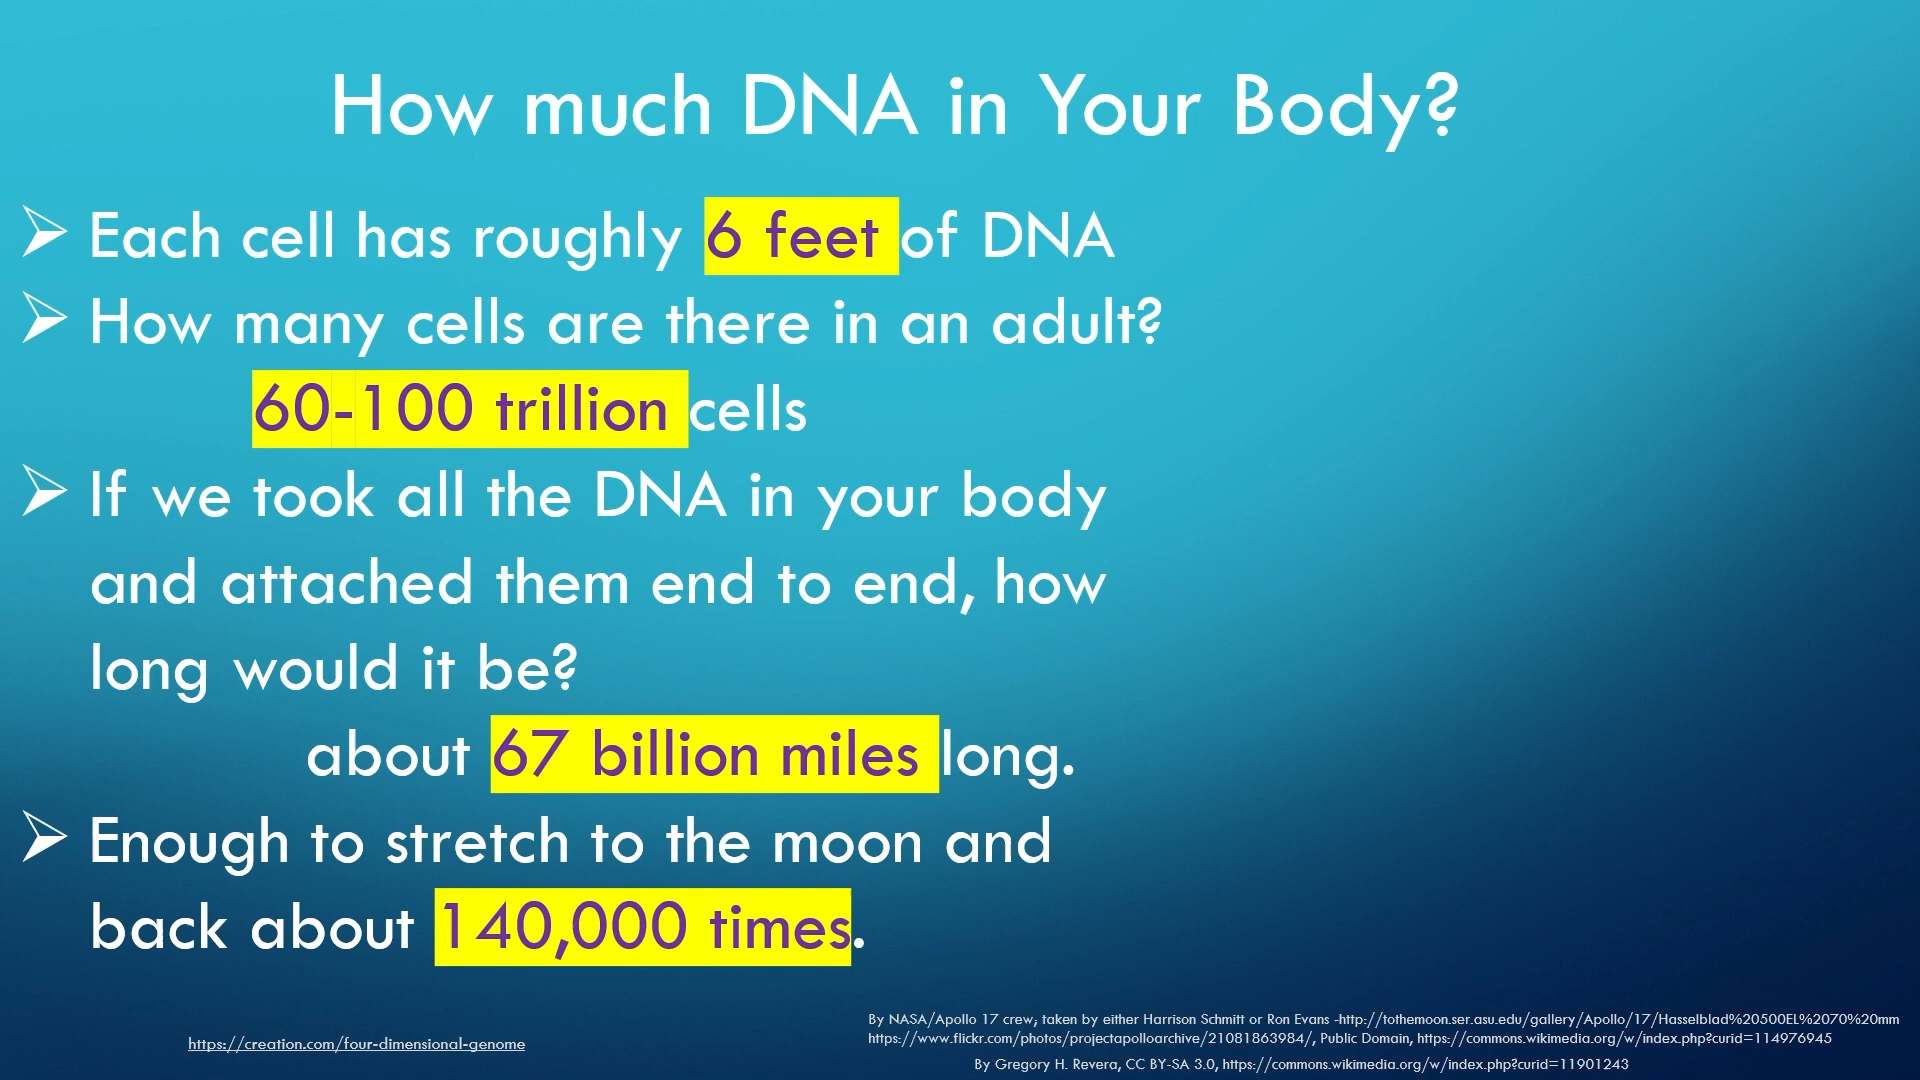 How much DNA in Your Body?
Each cell has roughly 6 feet of DNA
How many cells are there in an adult?
60-100 trillion cells
If we took all the DNA in your body
and attached them end to end, how
long would it be?
about 67 billion miles long.
Enough to stretch to the moon and
back about 140,000 times.
https://creation.com/four-dimensional-genome
By NASA/Apollo 17 crew; taken by either Harrison Schmitt or Ron Evans -http://tothemoon.ser.asu.edu/gallery/Apollo/17/Hasselblad%20500EL%2070%20mm
https://www.flickr.com/photos/projectapolloarchive/21081863984/, Public Domain, https://commons.wikimedia.org/w/index.php?curid=114976945
By Gregory H. Revera, CC BY-SA 3.0, https://commons.wikimedia.org/w/index.php?curid=11901243